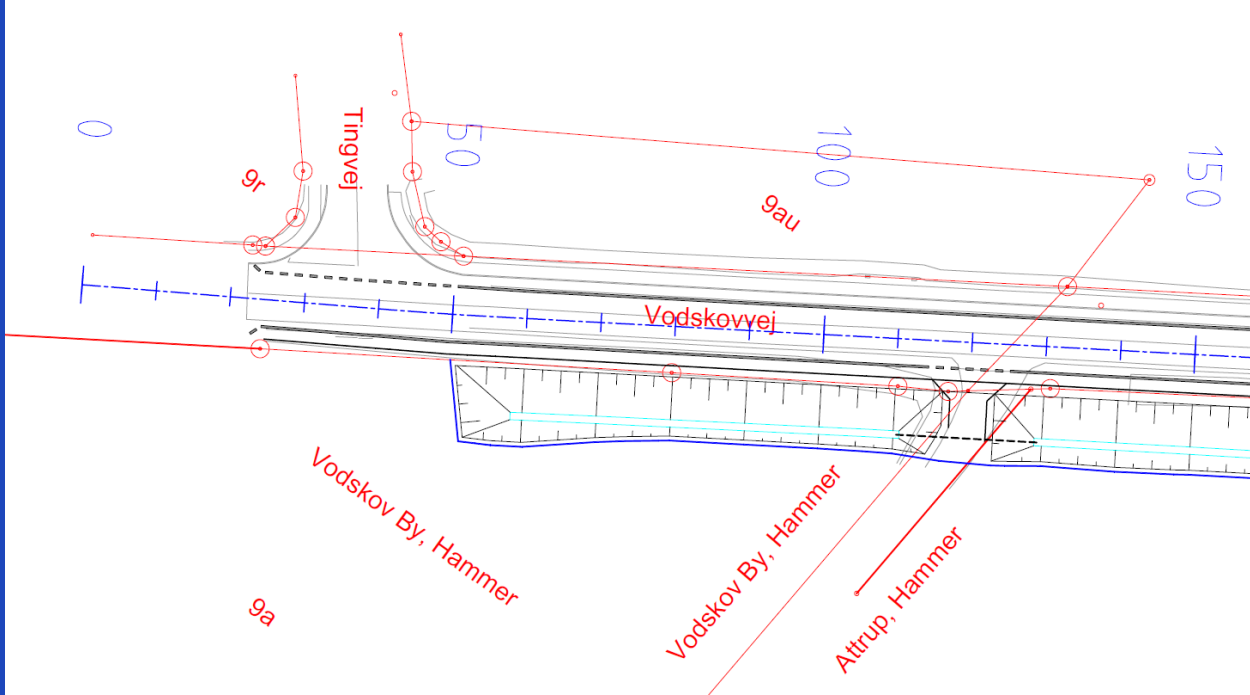 0
50
100
150
Tingvej
9r
9au
Vodskovvej
Vodskov By, Hammer
Vodskov By, Hammer
Attrup, Hammer
9a